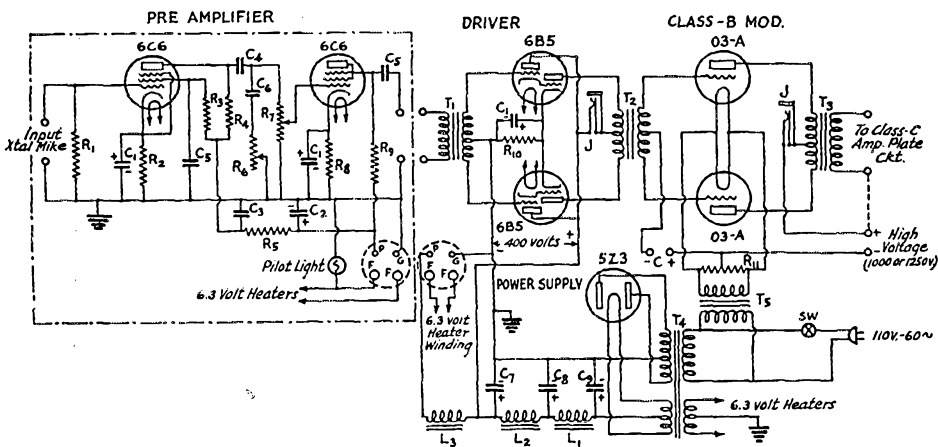 PRE AMPLIFIER
DRIVER
CLASS-B MOD.
6C6
6C6
6B5
03-A
C4
C5
C6
R3
R4
R7
Input
Xtal Mike
R1
C1
R2
C5
R6
C1
R8
R9
T1
C1
R10
J
T2
J
T3
To Class-C
Amp. Plate
Ckt.
C3
C2
R5
6B5
- 400 volts +
03-A
- C +
R11
+ High
- Voltage
(1000 or 1250V)
Pilot Light
P G
F F
P G
F F
6.3 Volt Heaters
6.3 volt
Heater
Winding
POWER SUPPLY
5Z3
T4
T5
SW
110V.-60~
C7
C8
C9
6.3 volt Heaters
L3
L2
L1